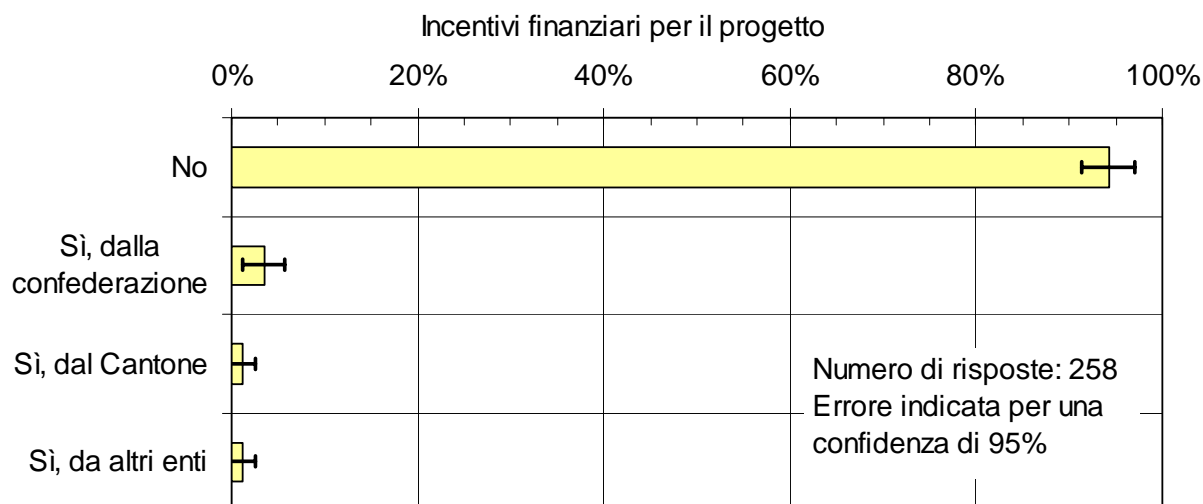 Incentivi finanziari per il progetto
0% 20% 40% 60% 80% 100%
No
Sì, dalla
confederazione
Sì, dal Cantone
Sì, da altri enti
Numero di risposte: 258
Errore indicata per una
confidenza di 95%